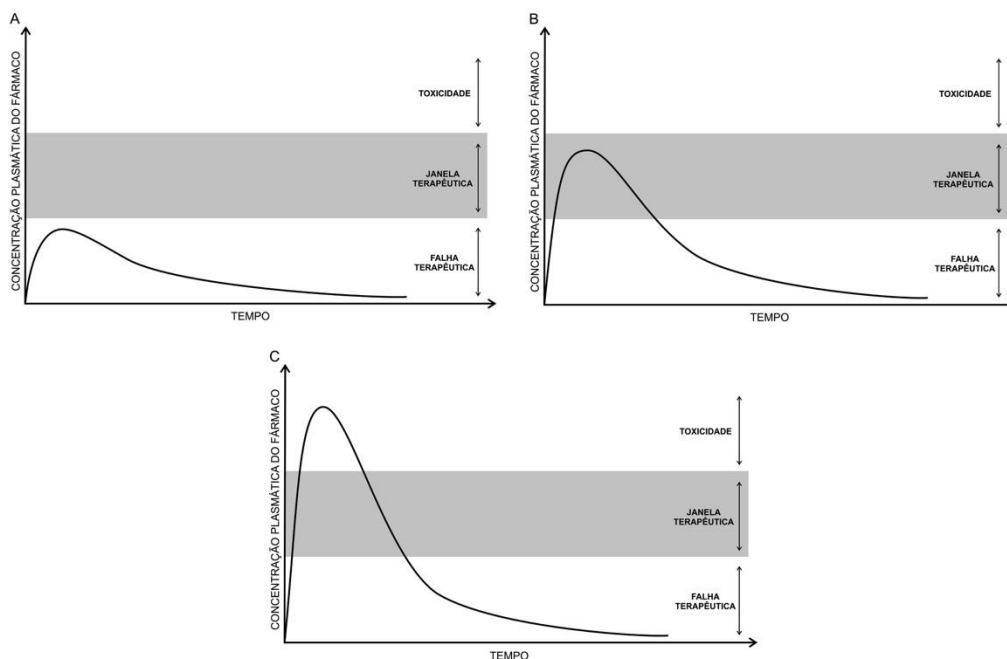 A
CONCENTRAÇÃO PLASMÁTICA DO FÁRMACO
TOXICIDADE
JANELA
TERAPÊUTICA
FALHA
TERAPÊUTICA
TEMPO
B
CONCENTRAÇÃO PLASMÁTICA DO FÁRMACO
TOXICIDADE
JANELA
TERAPÊUTICA
FALHA
TERAPÊUTICA
TEMPO
C
CONCENTRAÇÃO PLASMÁTICA DO FÁRMACO
TOXICIDADE
JANELA
TERAPÊUTICA
FALHA
TERAPÊUTICA
TEMPO